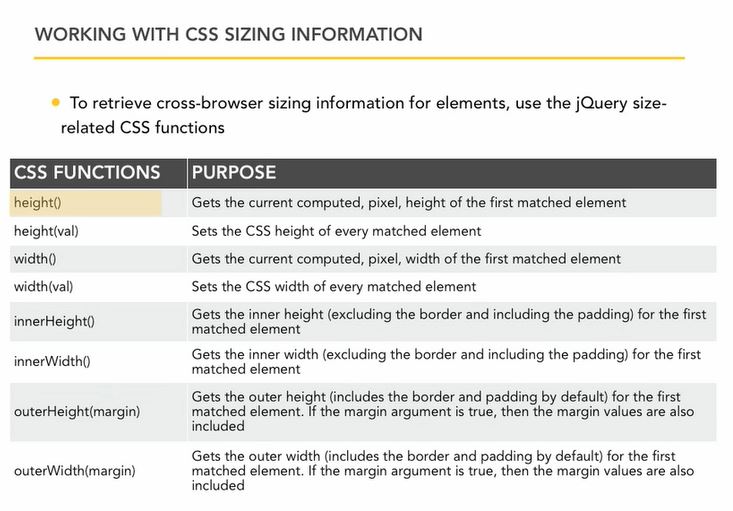 WORKING WITH CSS SIZING INFORMATION
To retrieve cross-browser sizing information for elements, use the jQuery size-
related CSS functions
CSS FUNCTIONS PURPOSE
height() Gets the current computed, pixel, height of the first matched element
height(val) Sets the CSS height of every matched element
width() Gets the current computed, pixel, width of the first matched element
width(val) Sets the CSS width of every matched element
innerHeight() Gets the inner height (excluding the border and including the padding) for the first
matched element
innerWidth() Gets the inner width (excluding the border and including the padding) for the first
matched element
outerHeight(margin) Gets the outer height (includes the border and padding by default) for the first
matched element. If the margin argument is true, then the margin values are also
included
outerWidth(margin) Gets the outer width (includes the border and padding by default) for the first
matched element. If the margin argument is true, then the margin values are also
included